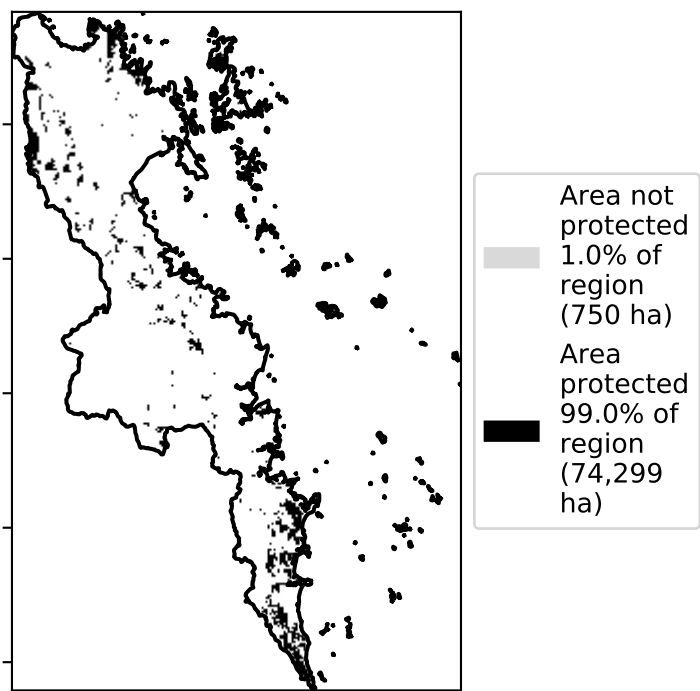 Area not
protected
1.0% of
region
(750 ha)
Area
protected
99.0% of
region
(74,299
ha)